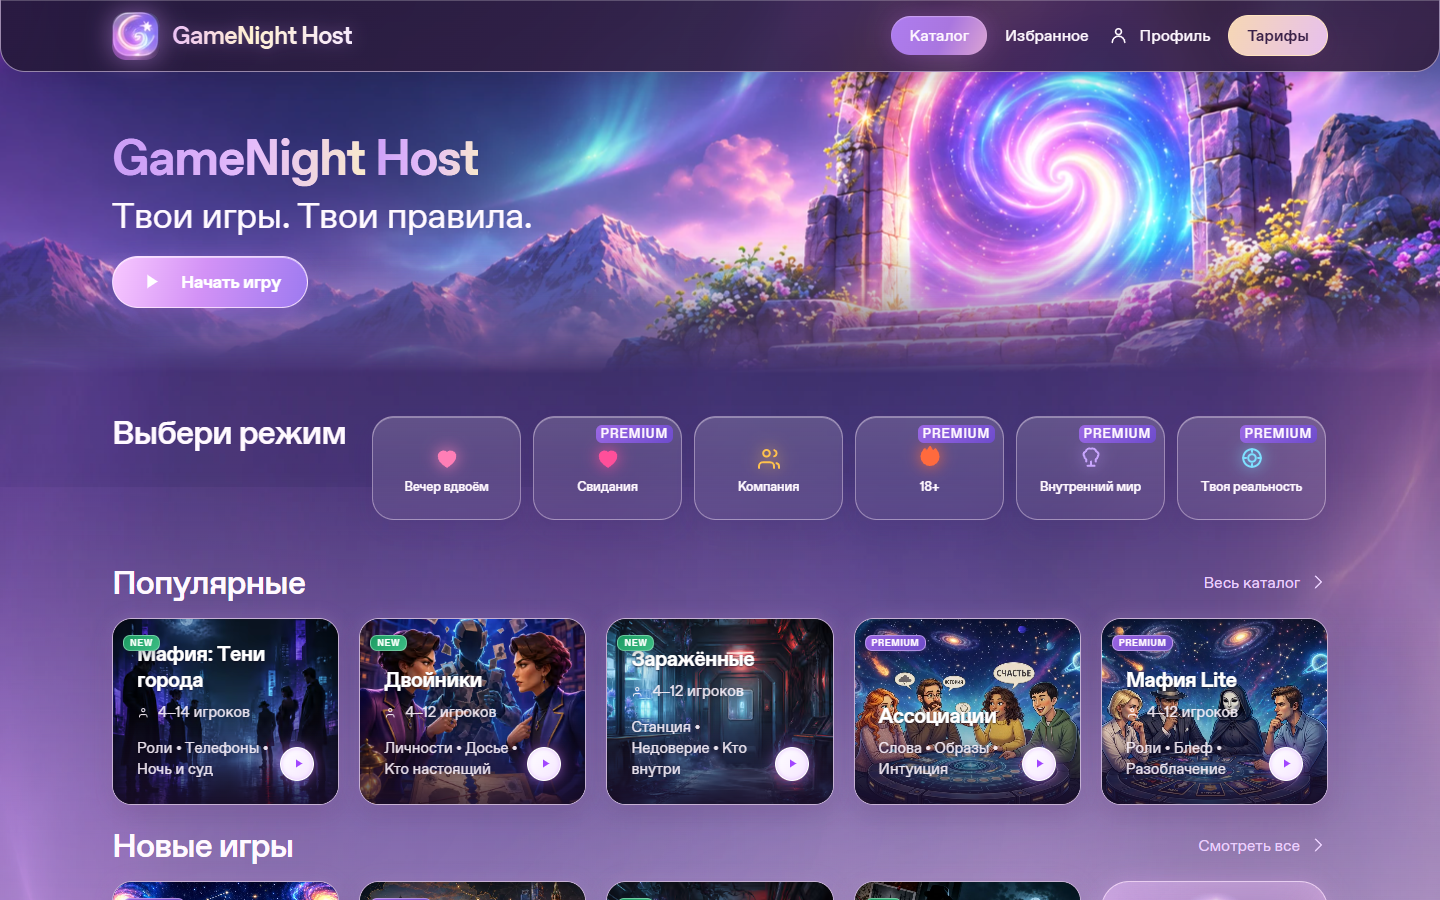 GameNight Host
Каталог
Избранное
Профиль
Тарифы
GameNight Host
Твои игры. Твои правила.
Начать игру
Выбери режим
Вечер вдвоём
PREMIUM
Свидания
Компания
PREMIUM
18+
PREMIUM
Внутренний мир
PREMIUM
Твоя реальность
Популярные
Весь каталог
NEW
Мафия: Тени
города
4–14 игроков
Роли • Телефоны •
Ночь и суд
NEW
Двойники
4–12 игроков
Личности • Досье •
Кто настоящий
NEW
Заражённые
4–12 игроков
Станция •
Недоверие • Кто
внутри
PREMIUM
СЧАСТЬЕ
Ассоциации
Слова • Образы •
Интуиция
PREMIUM
Мафия Lite
4–12 игроков
Роли • Блеф •
Разоблачение
Новые игры
Смотреть все